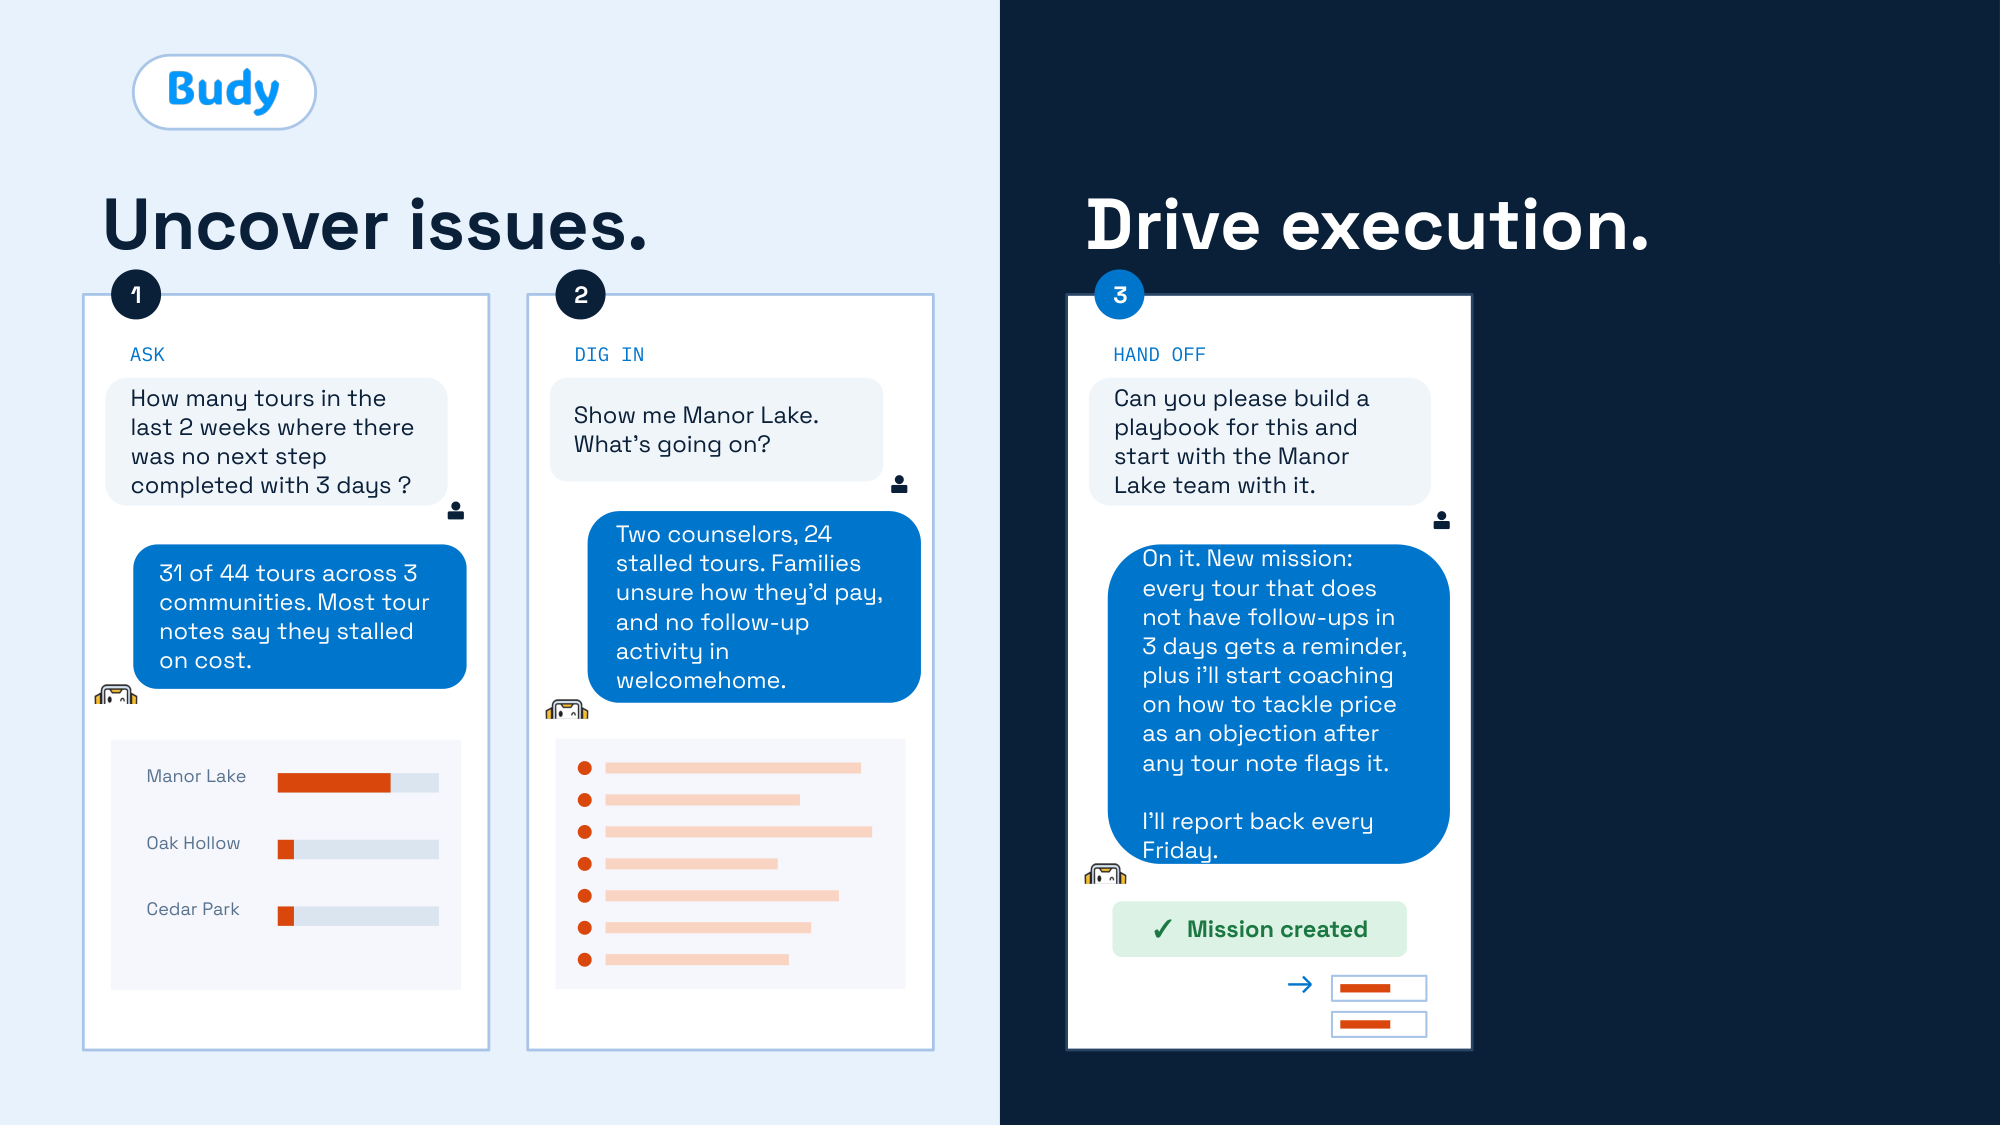 Budy
Uncover issues.
1
ASK
How many tours in the
last 2 weeks where there
was no next step
completed with 3 days ?
31 of 44 tours across 3
communities. Most tour
notes say they stalled
on cost.
Manor Lake
Oak Hollow
Cedar Park
2
DIG IN
Show me Manor Lake.
What's going on?
Two counselors, 24
stalled tours. Families
unsure how they'd pay,
and no follow-up
activity in
welcomehome.
Drive execution.
3
HAND OFF
Can you please build a
playbook for this and
start with the Manor
Lake team with it.
On it. New mission:
every tour that does
not have follow-ups in
3 days gets a reminder,
plus i'll start coaching
on how to tackle price
as an objection after
any tour note flags it.
I'll report back every
Friday.
✓ Mission created
→